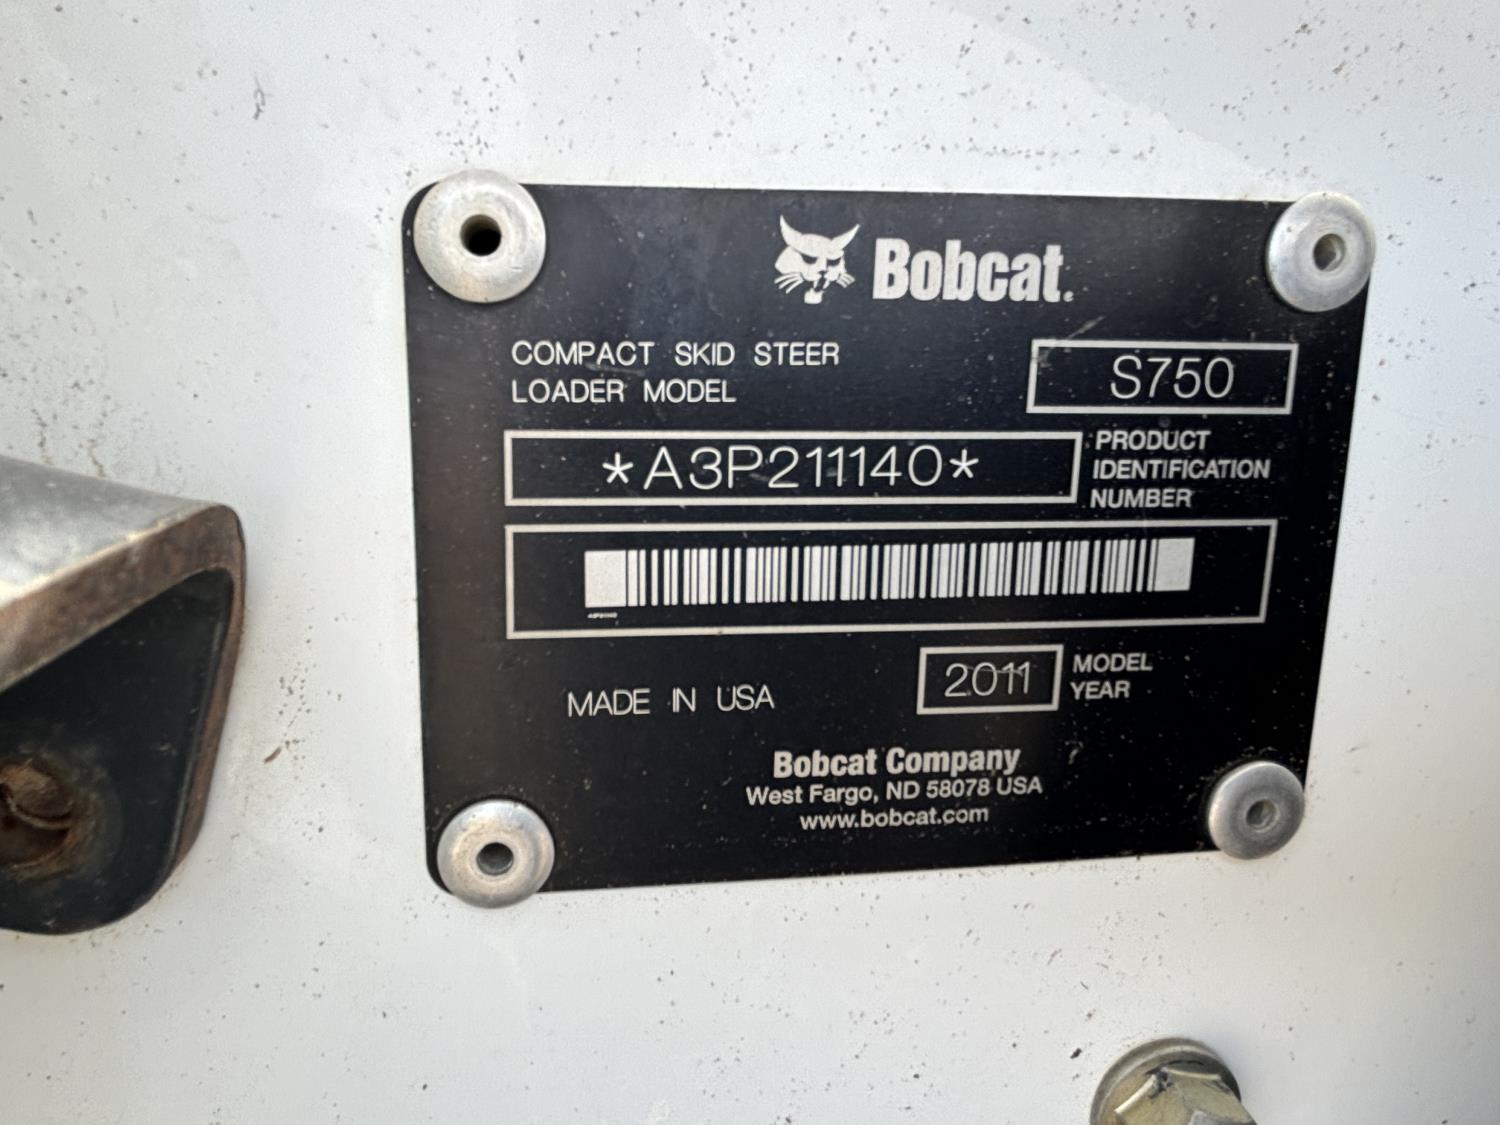 Bobcat.
COMPACT SKID STEER
LOADER MODEL
S750
*A3P211140*
PRODUCT
IDENTIFICATION
NUMBER
MADE IN USA
2011
MODEL
YEAR
Bobcat Company
West Fargo, ND 58078 USA
www.bobcat.com